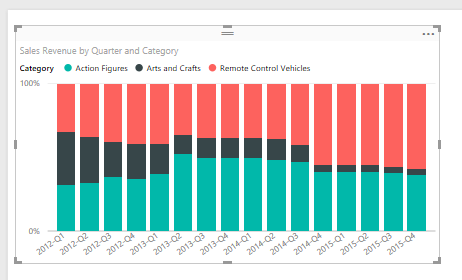 Sales Revenue by Quarter and Category
Category Action Figures Arts and Crafts Remote Control Vehicles
100%
0%
2012-Q1 2012-Q2 2012-Q3 2012-Q4 2013-Q1 2013-Q2 2013-Q3 2013-Q4 2014-Q1 2014-Q2 2014-Q3 2014-Q4 2015-Q1 2015-Q2 2015-Q3 2015-Q4